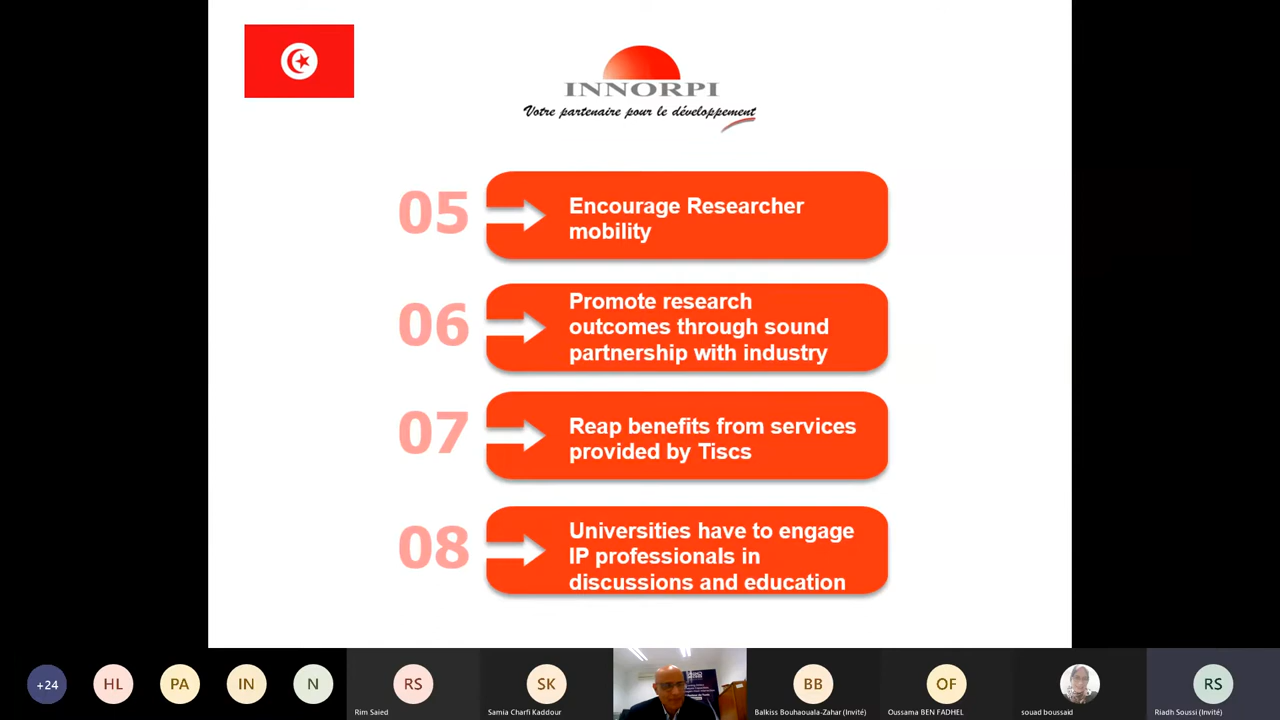 INNORPI
Votre partenaire pour le développement
05
Encourage Researcher
mobility
06
Promote research
outcomes through sound
partnership with industry
07
Reap benefits from services
provided by Tiscs
08
Universities have to engage
IP professionals in
discussions and education
+24
HL
PA
IN
N
RS
Rim Saied
SK
Samia Charfi Kaddour
BB
Balkiss Bouhaouala-Zahar (Invité)
OF
Oussama BEN FADHEL
souad boussaid
RS
Riadh Soussi (Invité)